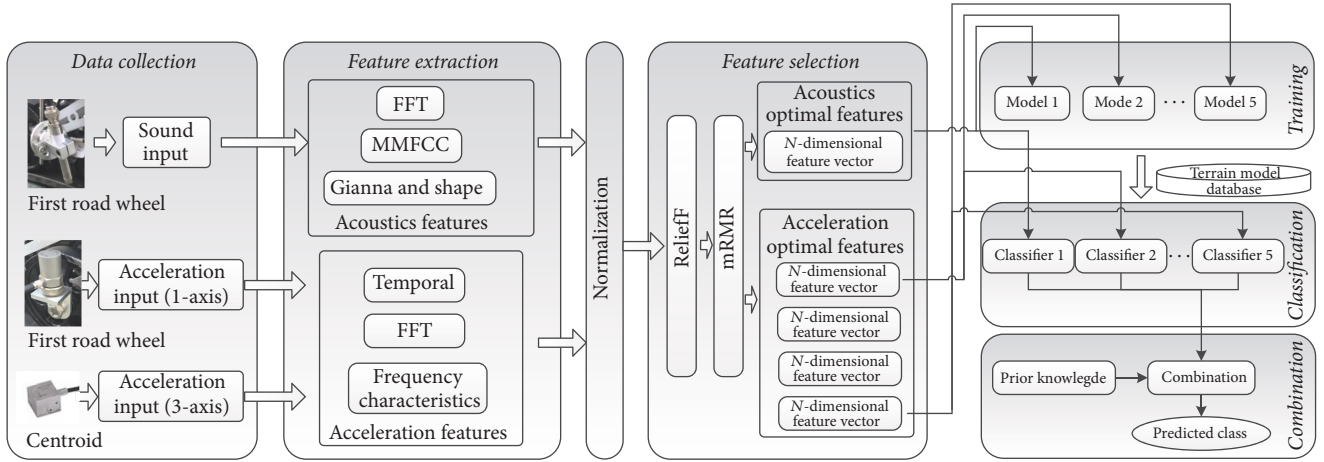 Data collection
Sound
input
First road wheel
Acceleration
input (1-axis)
First road wheel
Acceleration
input (3-axis)
Centroid
Feature extraction
FFT
MMFCC
Gianna and shape
Acoustics features
Temporal
FFT
Frequency
characteristics
Acceleration features
Normalization
Feature selection
ReliefF
mRMR
Acoustics
optimal features
N-dimensional
feature vector
Acceleration
optimal features
N-dimensional
feature vector
N-dimensional
feature vector
N-dimensional
feature vector
N-dimensional
feature vector
Model 1
Mode 2
···
Model 5
Training
Terrain model
database
Classifier 1
Classifier 2
···
Classifier 5
Classification
Prior knowlegde
Combination
Predicted class
Combination